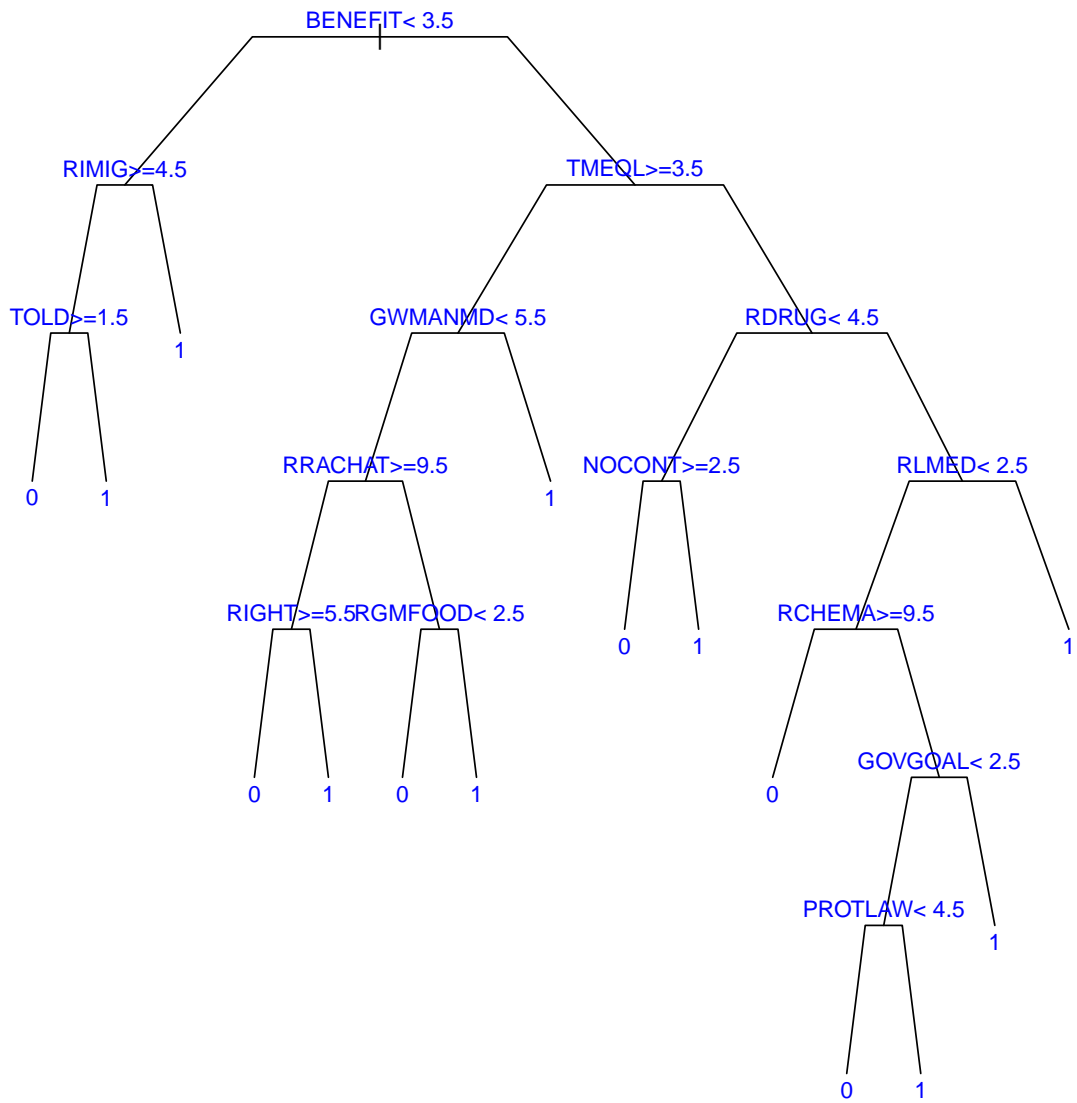 BENEFIT< 3.5
RIMIG>=4.5
TMEQL>=3.5
TOLD>=1.5
GWMANMD< 5.5
RDRUG< 4.5
1
RRACHAT>=9.5
NOCONT>=2.5
RLMED< 2.5
0
1
1
RIGHT>=5.5
RGMFOOD< 2.5
RCHEMA>=9.5
0
1
1
GOVGOAL< 2.5
0
1
0
1
0
PROTLAW< 4.5
1
0
1